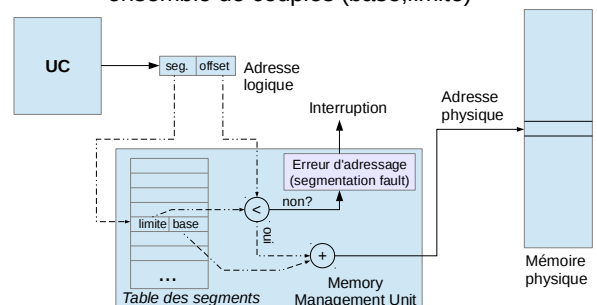 ensemble de couples (base,limite)
UC
seg. offset
Adresse
logique
Interruption
Adresse
physique
Erreur d'adressage
(segmentation fault)
non?
<
limite base
oui
+
...
Table des segments
Memory
Management Unit
Mémoire
physique